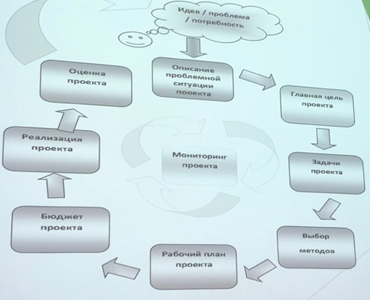 Идея / проблема
/ потребность
Описание
проблемной
ситуации
проекта
Главная цель
проекта
Задачи
проекта
Выбор
методов
Рабочий план
проекта
Бюджет
проекта
Реализация
проекта
Оценка
проекта
Мониторинг
проекта